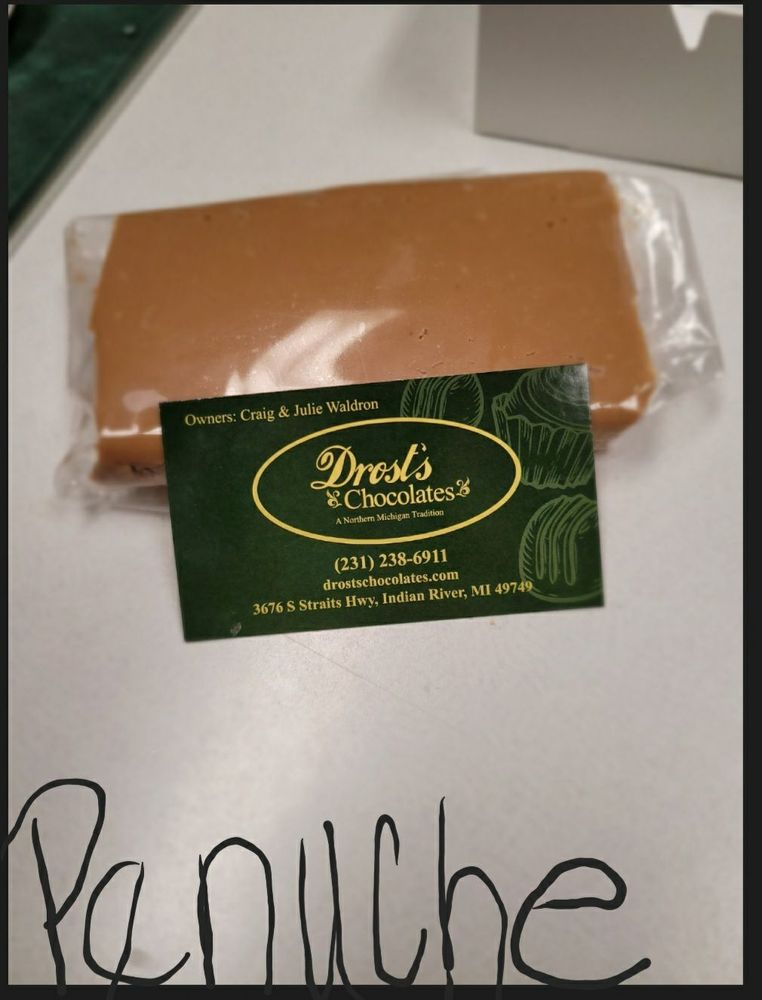 Owners: Craig & Julie Waldron
Drost's
Chocolates
A Northern Michigan Tradition
(231) 238-6911
drostschocolates.com
3676 S Straits Hwy, Indian River, MI 49749
Panuche